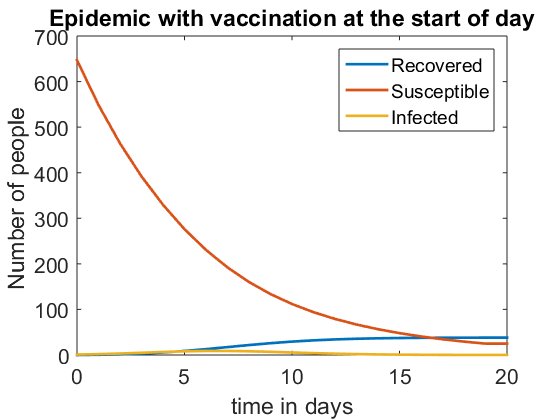 Epidemic with vaccination at the start of day
700
600
500
400
300
200
100
0
Number of people
Recovered
Susceptible
Infected
0 5 10 15 20
time in days